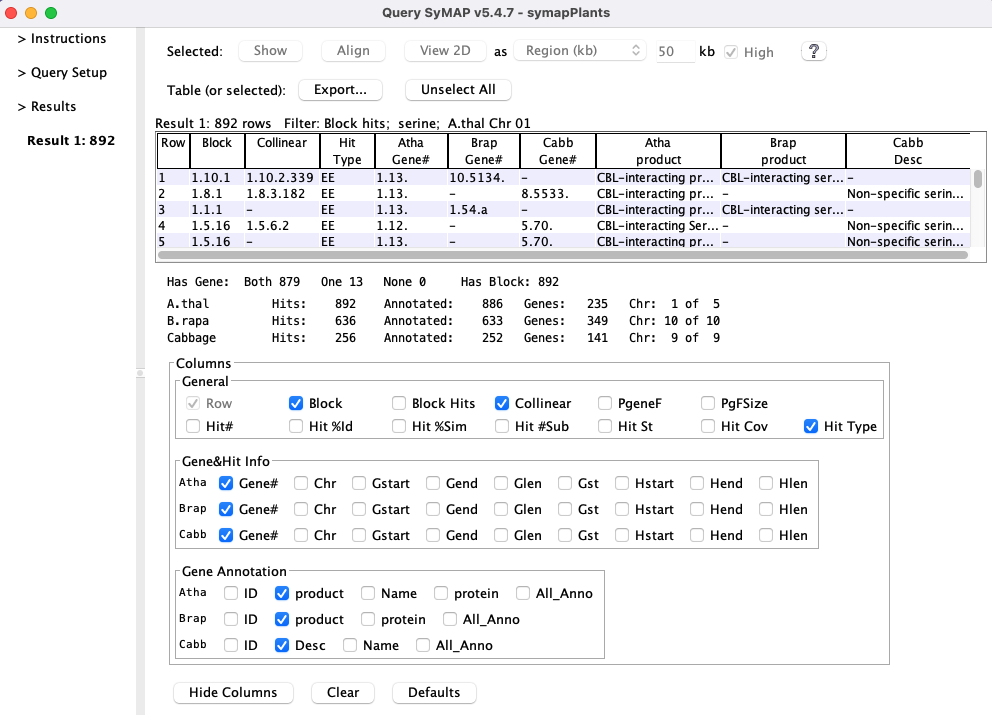 Query SyMAP v5.4.7 - symapPlants
> Instructions
> Query Setup
> Results
Result 1: 892
Selected: Show Align View 2D as Region (kb) 50 kb High ?
Table (or selected): Export... Unselect All
Result 1: 892 rows Filter: Block hits; serine; A.thal Chr 01
Row Block Collinear Hit Type Atha Gene# Brap Gene# Cabb Gene# Atha product Brap product Cabb Desc
1 1.10.1 1.10.2.339 EE 1.13. 10.5134. - CBL-interacting pr... CBL-interacting ser... -
2 1.8.1 1.8.3.182 EE 1.13. - 8.5533. CBL-interacting pr... - Non-specific serin...
3 1.1.1 - EE 1.13. 1.54.a - CBL-interacting pr... CBL-interacting ser... -
4 1.5.16 1.5.6.2 EE 1.12. - 5.70. CBL-interacting Ser... - Non-specific serin...
5 1.5.16 - EE 1.13. - 5.70. CBL-interacting pr... - Non-specific serin...
Has Gene: Both 879 One 13 None 0 Has Block: 892
A.thal Hits: 892 Annotated: 886 Genes: 235 Chr: 1 of 5
B.rapa Hits: 636 Annotated: 633 Genes: 349 Chr: 10 of 10
Cabbage Hits: 256 Annotated: 252 Genes: 141 Chr: 9 of 9
Columns
General
Row Block Block Hits Collinear PgeneF PgFSize
Hit# Hit %Id Hit %Sim Hit #Sub Hit St Hit Cov Hit Type
Gene&Hit Info
Atha Gene# Chr Gstart Gend Glen Gst Hstart Hend Hlen
Brap Gene# Chr Gstart Gend Glen Gst Hstart Hend Hlen
Cabb Gene# Chr Gstart Gend Glen Gst Hstart Hend Hlen
Gene Annotation
Atha ID product Name protein All_Anno
Brap ID product protein All_Anno
Cabb ID Desc Name All_Anno
Hide Columns Clear Defaults